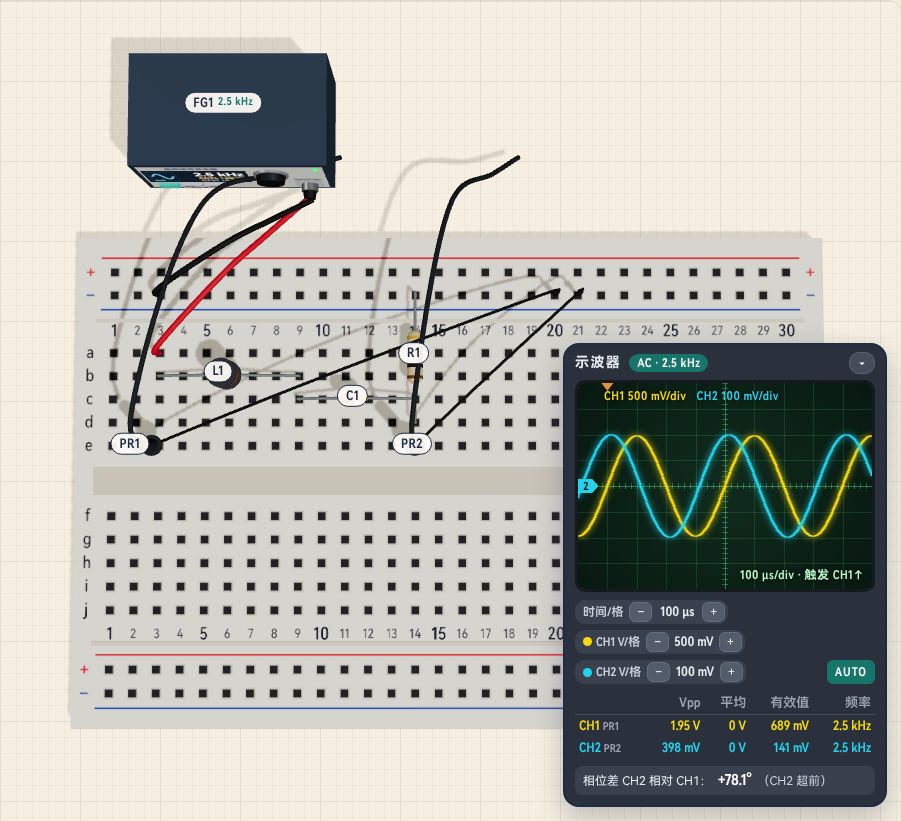 FG1 2.5 kHz
2.5 kHz
+ +
− −
1 2 3 5 6 7 8 9 10 11 12 13 14 15 16 17 18 19 20 21 22 23 24 25 26 27 28 29 30
a
b
c
d
e
L1
C1
R1
PR1
PR2
f
g
h
i
j
1 2 3 4 5 6 7 8 9 10 11 12 13 14 15 16 17 18 19 20
+
−
示波器 AC · 2.5 kHz
CH1 500 mV/div CH2 100 mV/div
2
100 µs/div · 触发 CH1↑
时间/格 − 100 µs +
CH1 V/格 − 500 mV +
CH2 V/格 − 100 mV + AUTO
Vpp 平均 有效值 频率
CH1 PR1 1.95 V 0 V 689 mV 2.5 kHz
CH2 PR2 398 mV 0 V 141 mV 2.5 kHz
相位差 CH2 相对 CH1: +78.1° (CH2 超前)